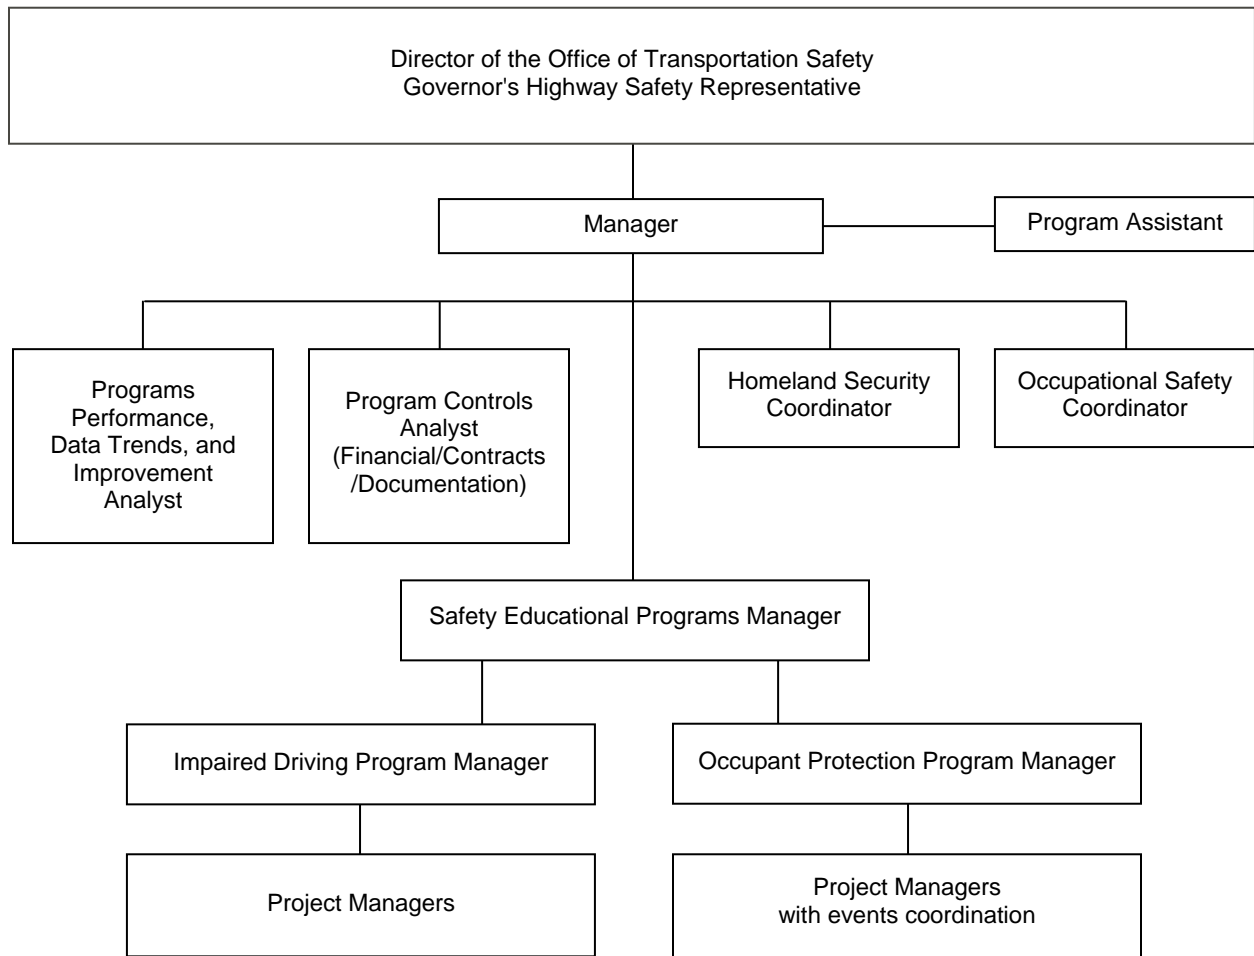 Director of the Office of Transportation Safety
Governor's Highway Safety Representative
Manager
Program Assistant
Programs
Performance,
Data Trends, and
Improvement
Analyst
Program Controls
Analyst
(Financial/Contracts
/Documentation)
Homeland Security
Coordinator
Occupational Safety
Coordinator
Safety Educational Programs Manager
Impaired Driving Program Manager
Occupant Protection Program Manager
Project Managers
Project Managers
with events coordination